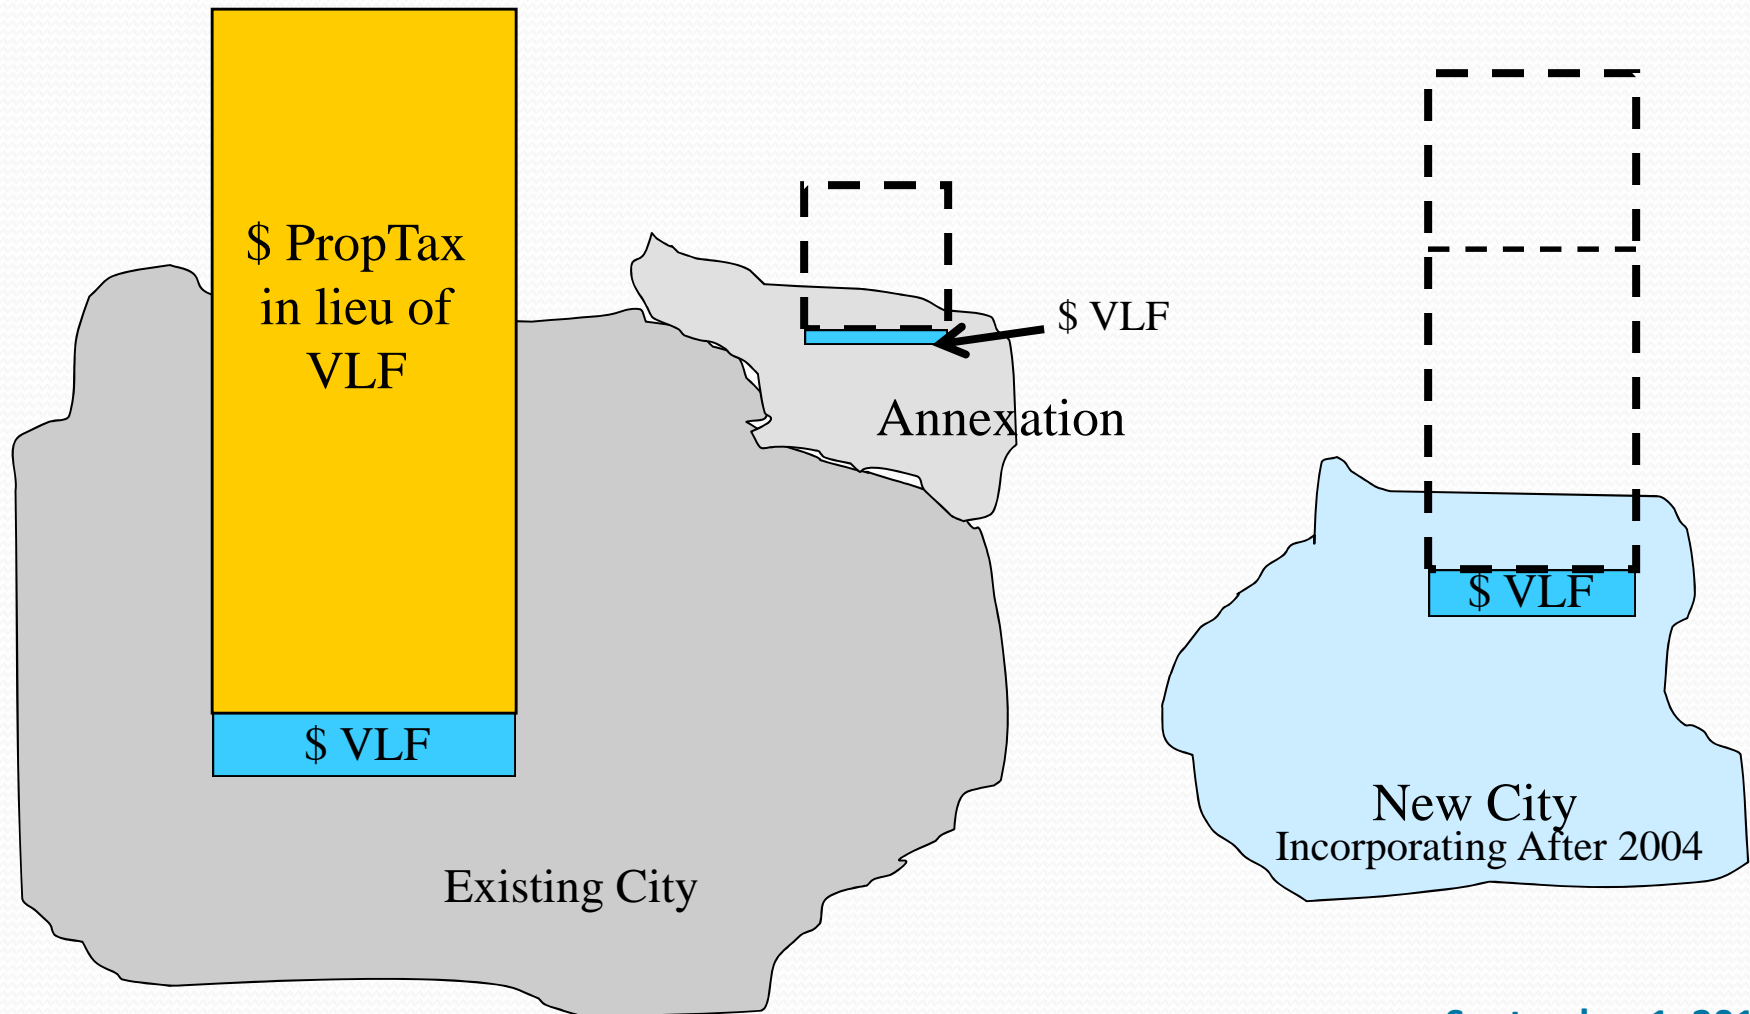 $ PropTax
in lieu of
VLF
$ VLF
Annexation
$ VLF
$ VLF
New City
Incorporating After 2004
Existing City